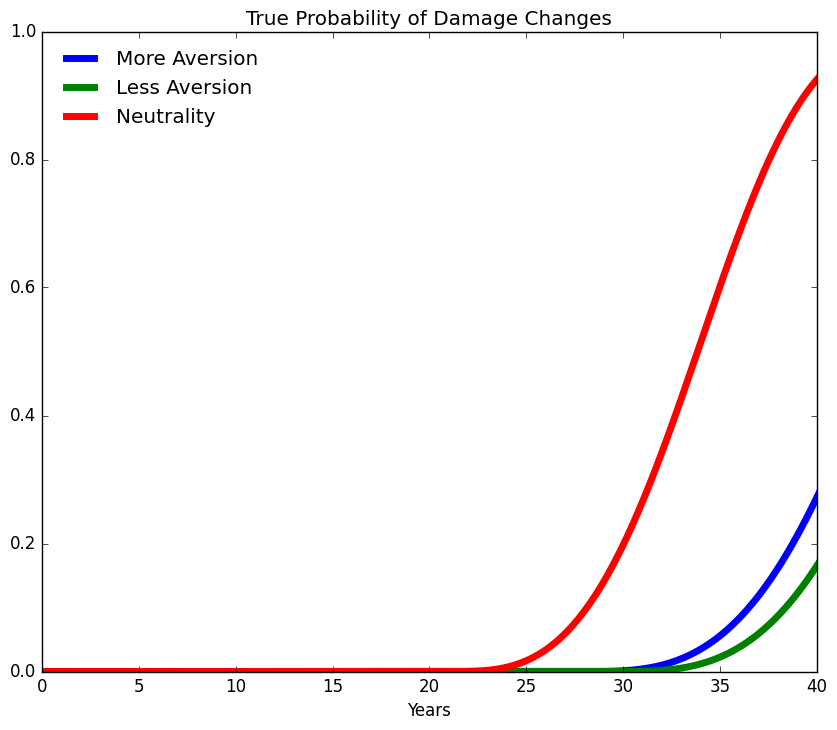 True Probability of Damage Changes
1.0
More Aversion
Less Aversion
Neutrality
0.8
0.6
0.4
0.2
0.0
0 5 10 15 20 25 30 35 40
Years